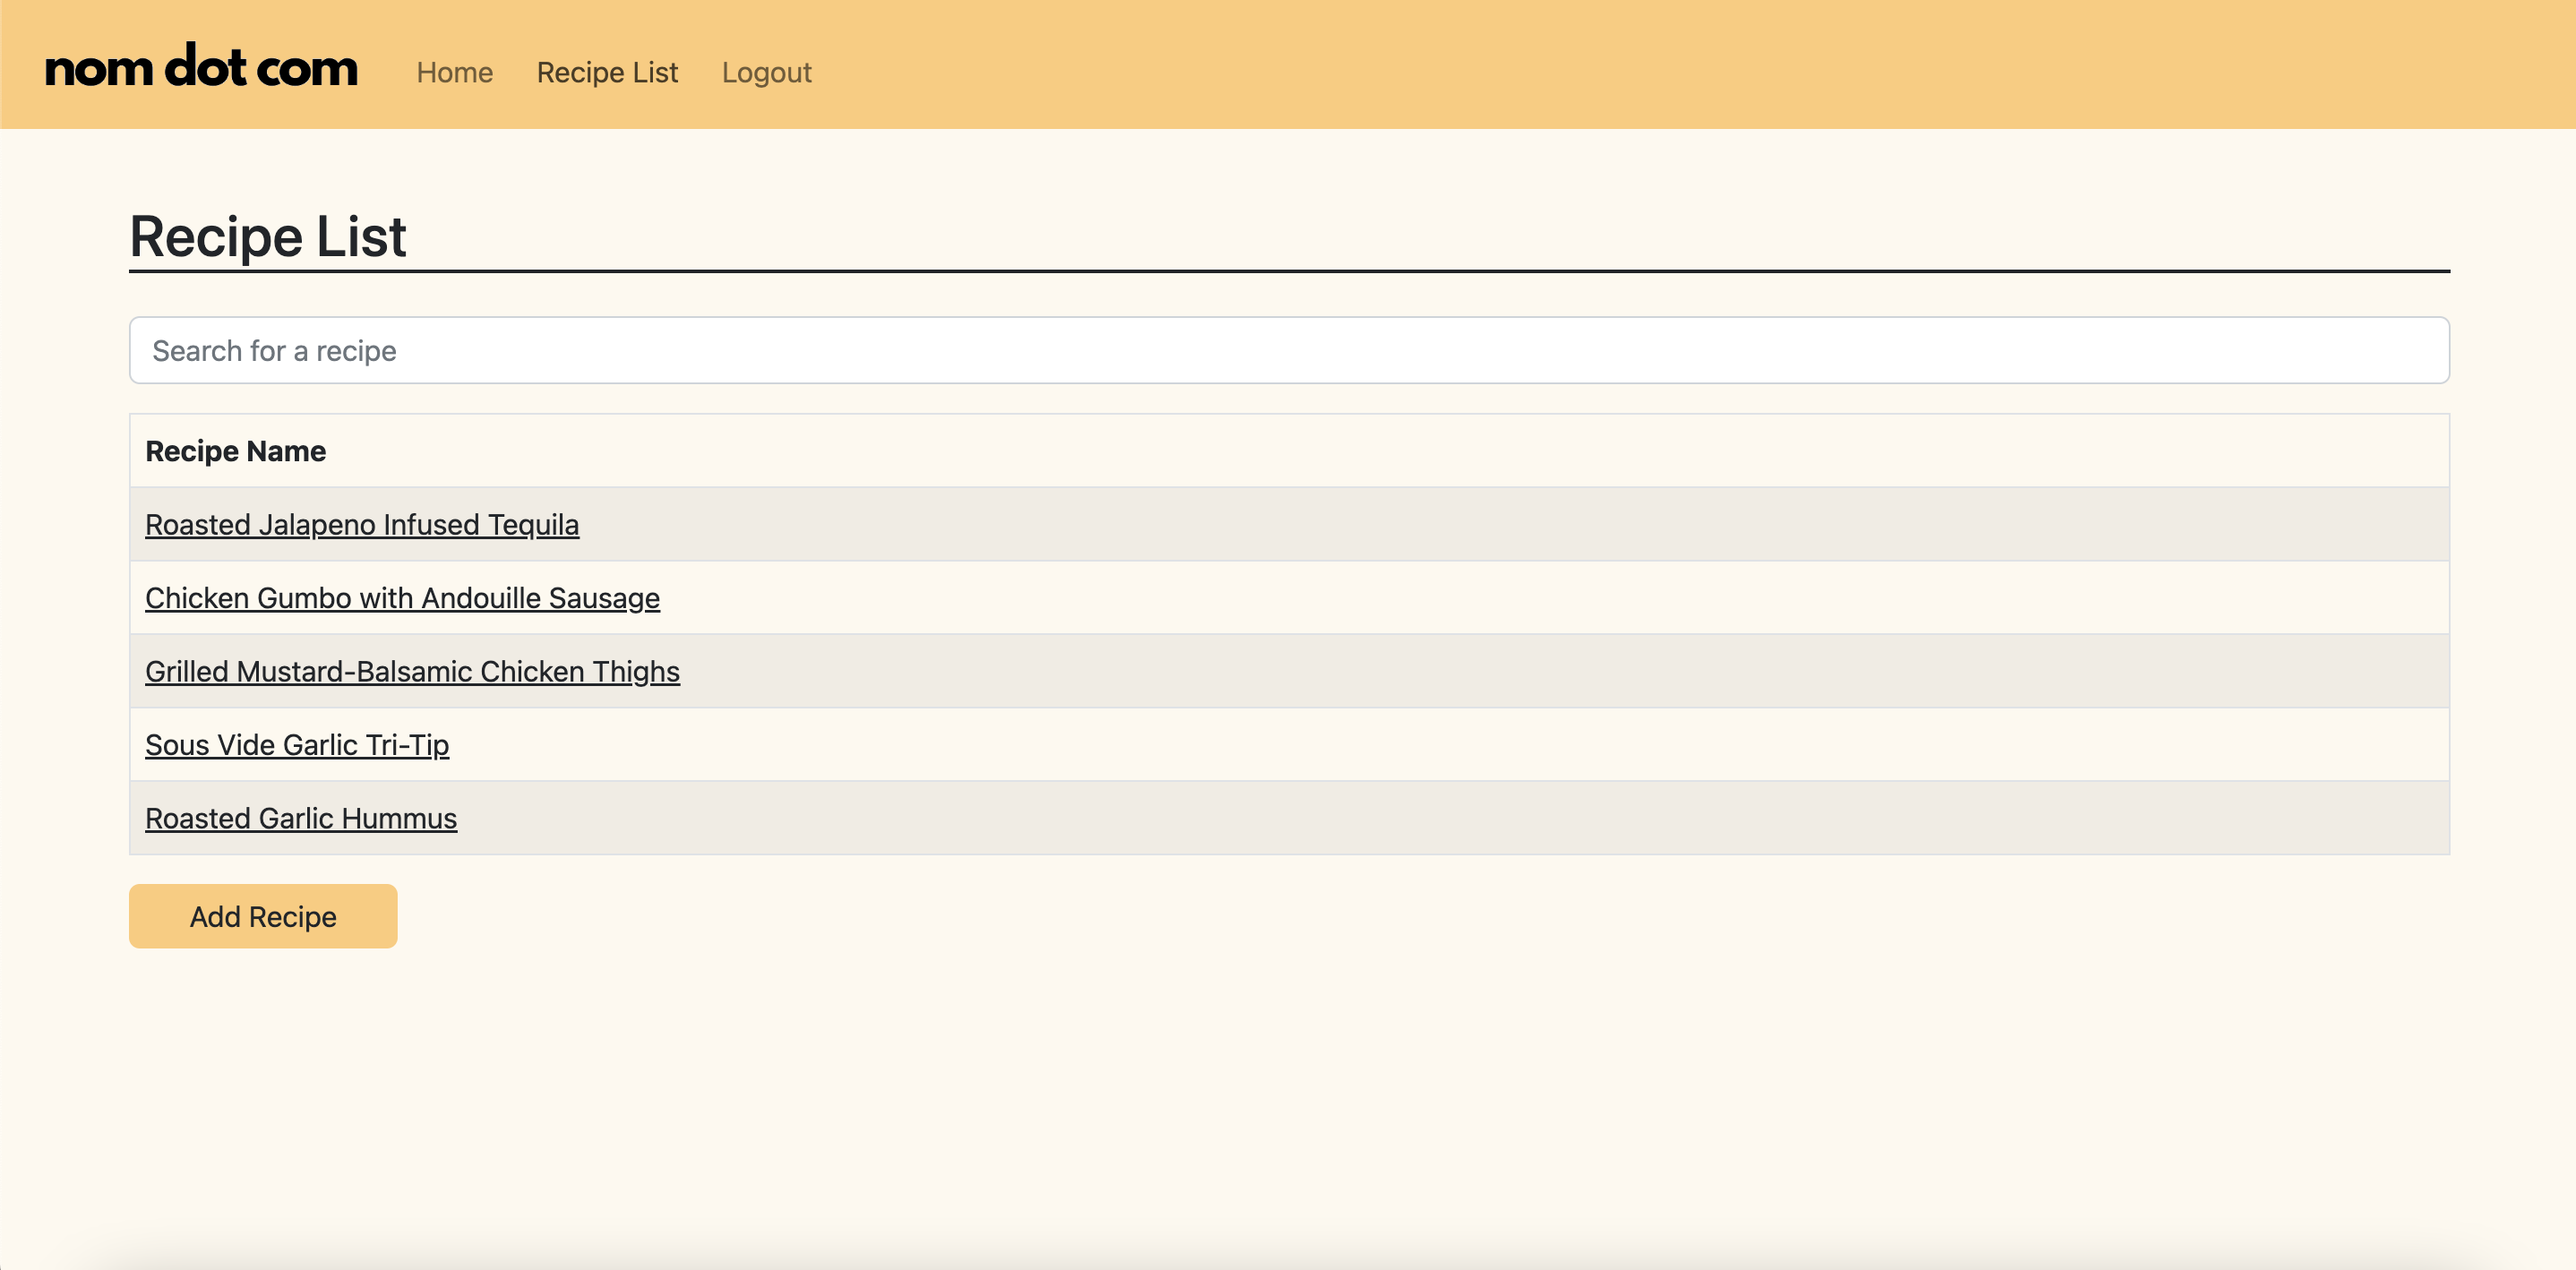 nom dot com Home Recipe List Logout
Recipe List
Search for a recipe
Recipe Name
Roasted Jalapeno Infused Tequila
Chicken Gumbo with Andouille Sausage
Grilled Mustard-Balsamic Chicken Thighs
Sous Vide Garlic Tri-Tip
Roasted Garlic Hummus
Add Recipe